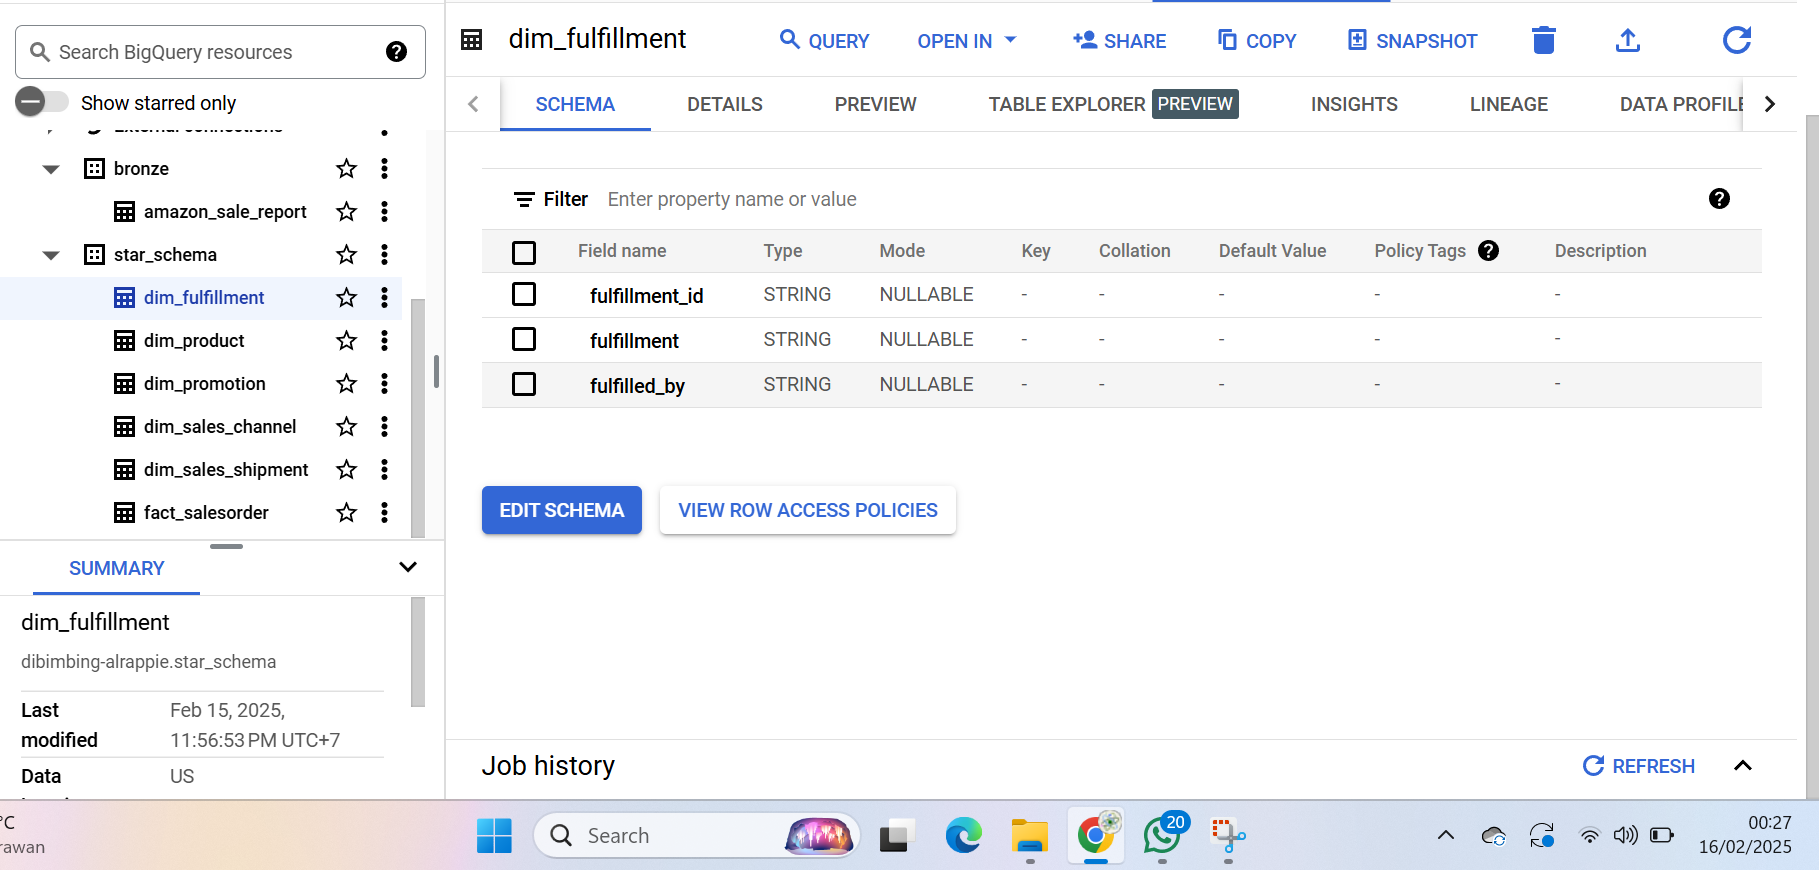 Search BigQuery resources
Show starred only
External connections
bronze
amazon_sale_report
star_schema
dim_fulfillment
dim_product
dim_promotion
dim_sales_channel
dim_sales_shipment
fact_salesorder
SUMMARY
dim_fulfillment
dibimbing-alrappie.star_schema
Last modified Feb 15, 2025, 11:56:53 PM UTC+7
Data US
dim_fulfillment QUERY OPEN IN SHARE COPY SNAPSHOT
SCHEMA DETAILS PREVIEW TABLE EXPLORER PREVIEW INSIGHTS LINEAGE DATA PROFILE
Filter Enter property name or value
Field name Type Mode Key Collation Default Value Policy Tags Description
fulfillment_id STRING NULLABLE - - - - -
fulfillment STRING NULLABLE - - - - -
fulfilled_by STRING NULLABLE - - - - -
EDIT SCHEMA VIEW ROW ACCESS POLICIES
Job history REFRESH
°C
rawan
Search
20
00:27
16/02/2025